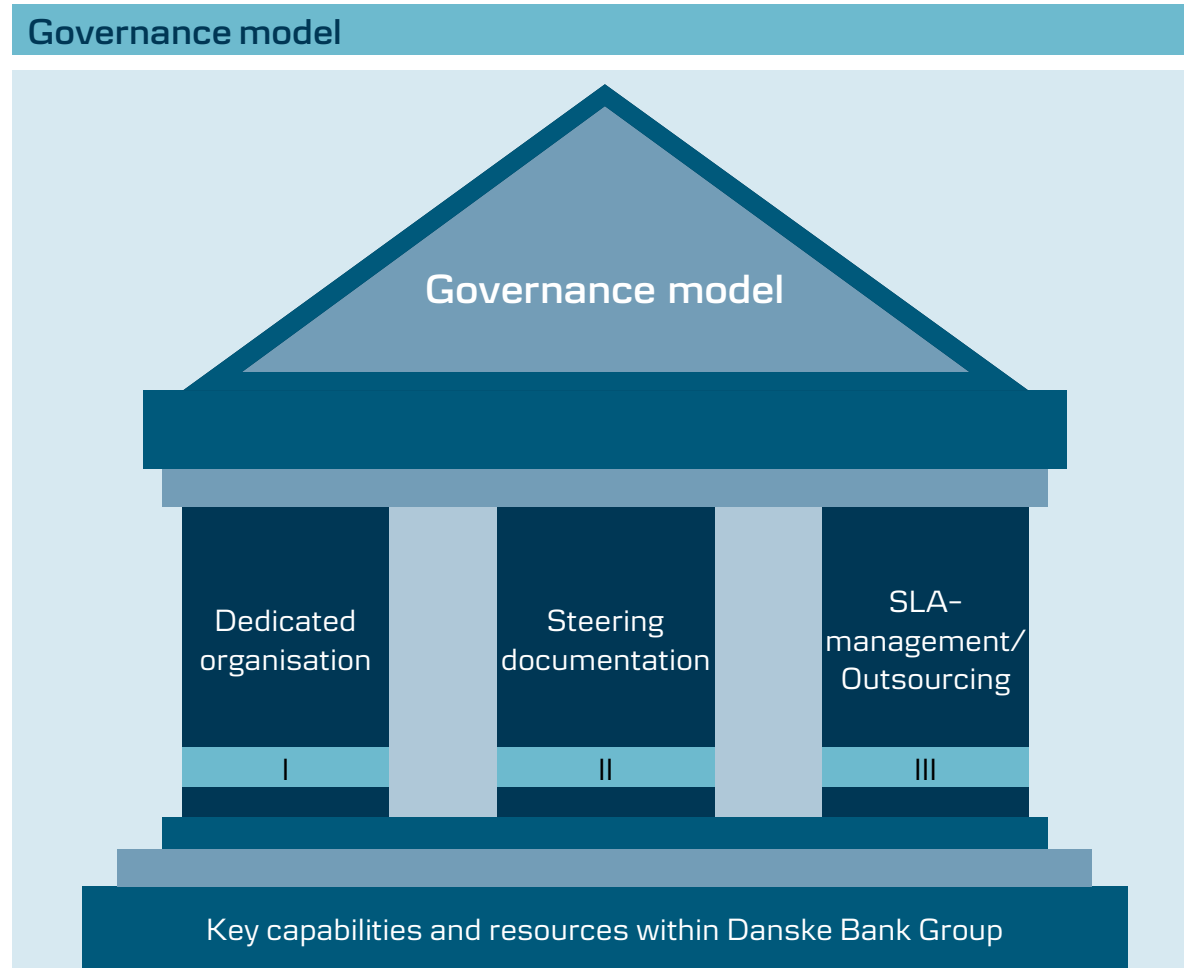 Governance model
Governance model
Dedicated
organisation
Steering
documentation
SLA-
management/
Outsourcing
I
II
III
Key capabilities and resources within Danske Bank Group